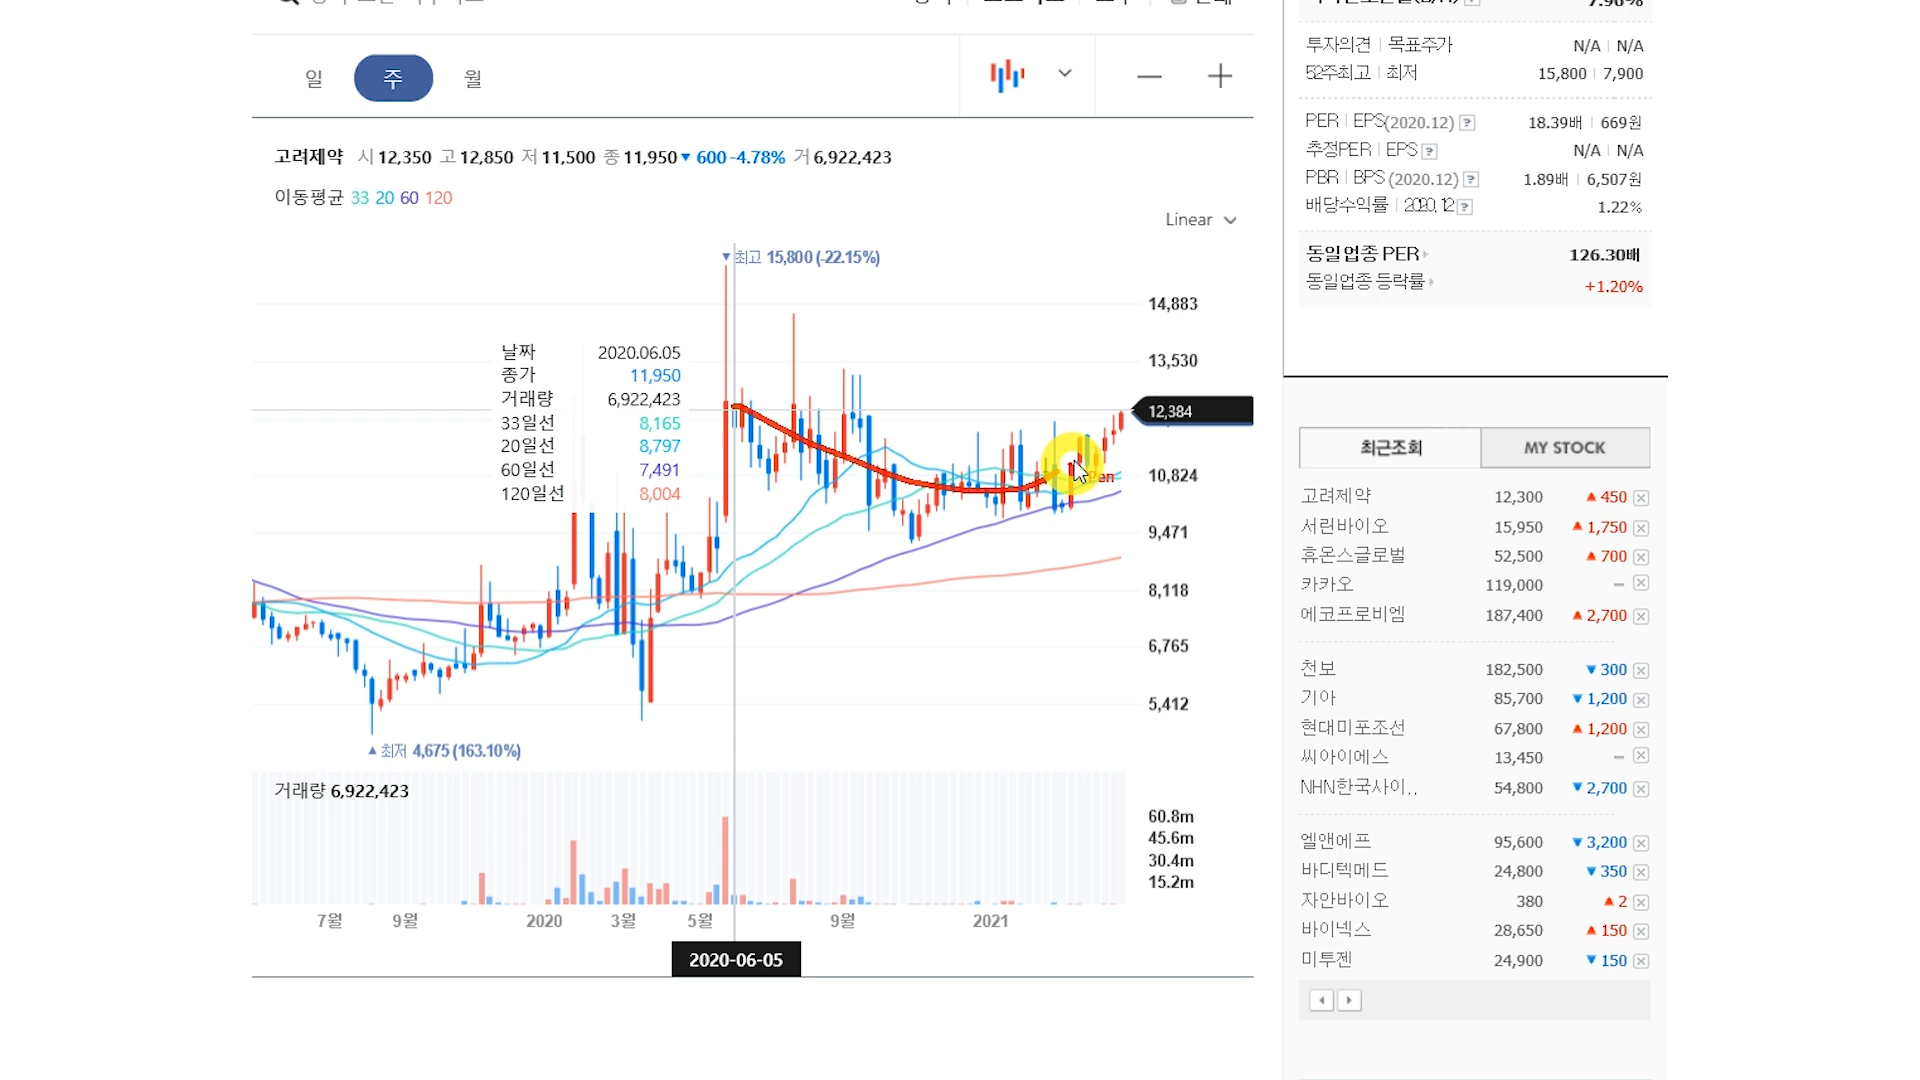 7.96%
투자의견 | 목표주가 N/A | N/A
52주최고 | 최저 15,800 | 7,900
일 주 월
PER | EPS(2020.12) ? 18.39배 | 669원
추정PER | EPS ? N/A | N/A
고려제약 시 12,350 고 12,850 저 11,500 종 11,950 ▼ 600 -4.78% 거 6,922,423
PBR | BPS (2020.12) ? 1.89배 | 6,507원
이동평균 33 20 60 120
배당수익률 | 2020.12 ? 1.22%
Linear
동일업종 PER 126.30배
동일업종 등락률 +1.20%
▼ 최고 15,800 (-22.15%)
14,883
13,530
12,384
10,824
9,471
8,118
6,765
5,412
날짜 2020.06.05
종가 11,950
거래량 6,922,423
33일선 8,165
20일선 8,797
60일선 7,491
120일선 8,004
Pen
▲ 최저 4,675 (163.10%)
거래량 6,922,423
60.8m
45.6m
30.4m
15.2m
7월 9월 2020 3월 5월 9월 2021
2020-06-05
최근조회 MY STOCK
고려제약 12,300 ▲ 450
서린바이오 15,950 ▲ 1,750
휴온스글로벌 52,500 ▲ 700
카카오 119,000 –
에코프로비엠 187,400 ▲ 2,700
천보 182,500 ▼ 300
기아 85,700 ▼ 1,200
현대미포조선 67,800 ▲ 1,200
씨아이에스 13,450 –
NHN한국사이.. 54,800 ▼ 2,700
엘앤에프 95,600 ▼ 3,200
바디텍메드 24,800 ▼ 350
자안바이오 380 ▲ 2
바이넥스 28,650 ▲ 150
미투젠 24,900 ▼ 150